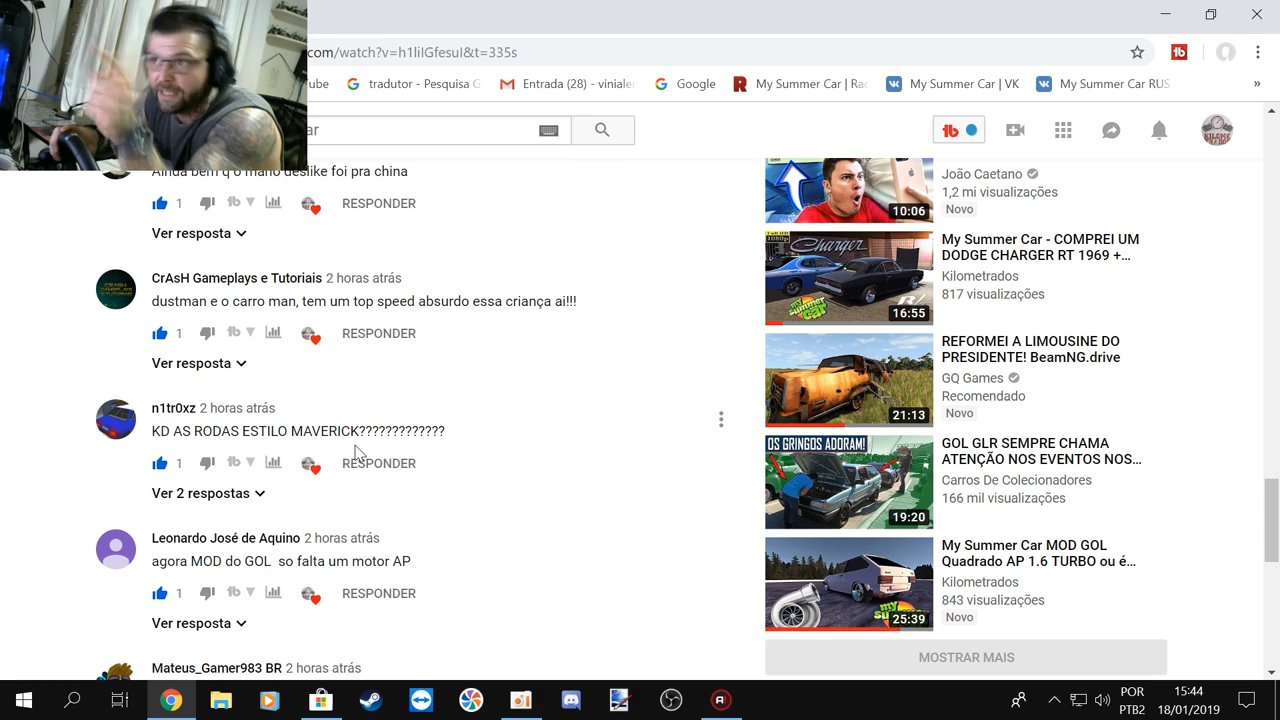 com/watch?v=h1liIGfesuI&t=335s
ube
tradutor - Pesquisa G
Entrada (28) - viniale
Google
My Summer Car | Rac
My Summer Car | VK
My Summer Car RUS
»
ar
Ainda bem q o mano deslike foi pra china
1
RESPONDER
Ver resposta
CrAsH Gameplays e Tutoriais 2 horas atrás
dustman e o carro man, tem um top speed absurdo essa criança ai!!!
1
RESPONDER
Ver resposta
n1tr0xz 2 horas atrás
KD AS RODAS ESTILO MAVERICK?????????????
1
RESPONDER
Ver 2 respostas
Leonardo José de Aquino 2 horas atrás
agora MOD do GOL so falta um motor AP
1
RESPONDER
Ver resposta
Mateus_Gamer983 BR 2 horas atrás
10:06
João Caetano
1,2 mi visualizações
Novo
1080p
Charger
my summer car
R/
16:55
My Summer Car - COMPREI UM
DODGE CHARGER RT 1969 +...
Kilometrados
817 visualizações
21:13
REFORMEI A LIMOUSINE DO
PRESIDENTE! BeamNG.drive
GQ Games
Recomendado
Novo
OS GRINGOS ADORAM!
19:20
GOL GLR SEMPRE CHAMA
ATENÇÃO NOS EVENTOS NOS...
Carros De Colecionadores
166 mil visualizações
25:39
My Summer Car MOD GOL
Quadrado AP 1.6 TURBO ou é...
Kilometrados
843 visualizações
Novo
MOSTRAR MAIS
POR
PTB2
15:44
18/01/2019